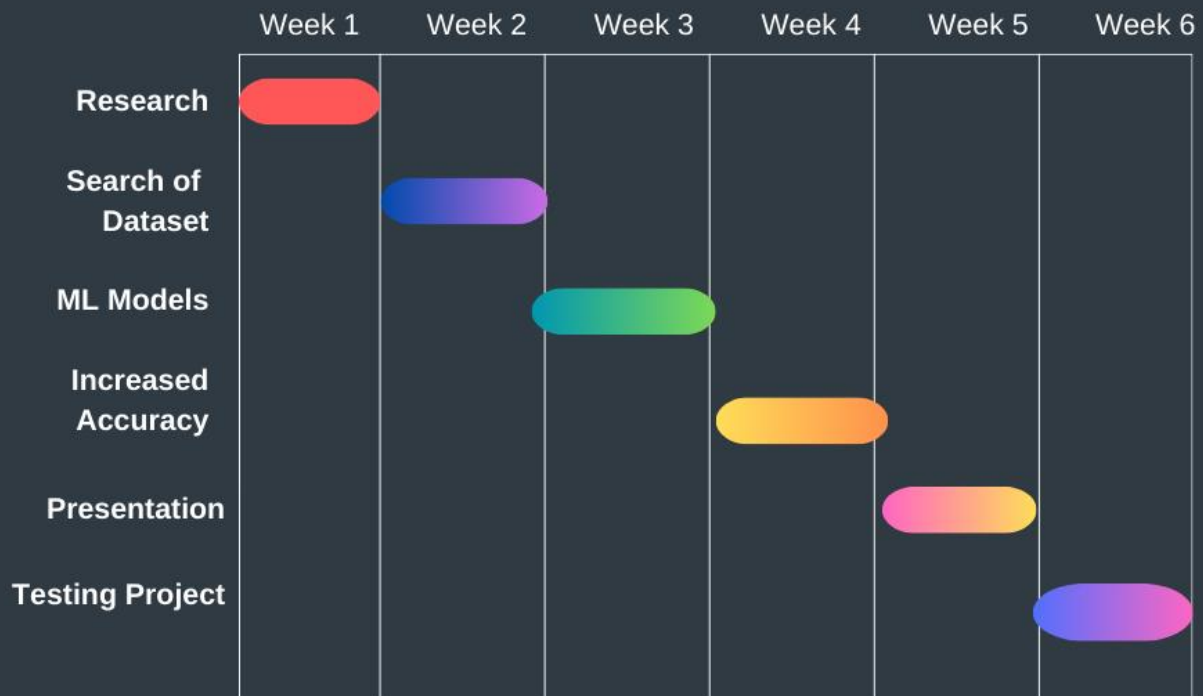 Week 1 Week 2 Week 3 Week 4 Week 5 Week 6
Research
Search of
Dataset
ML Models
Increased
Accuracy
Presentation
Testing Project